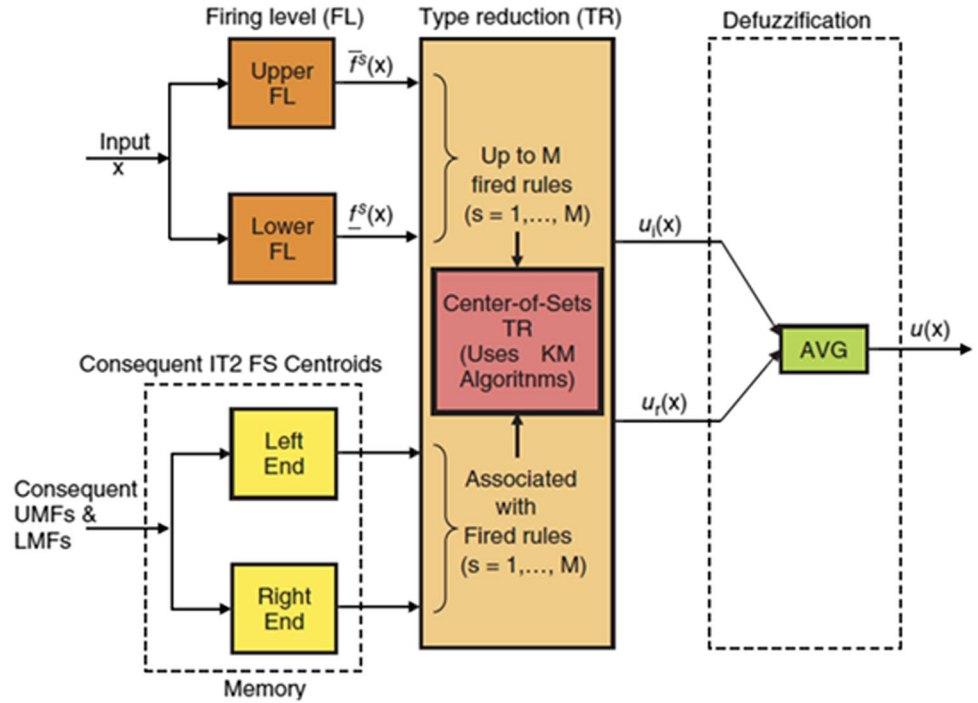 Firing level (FL)
Type reduction (TR)
Defuzzification
Upper
FL
f̅ˢ(x)
Input
x
Lower
FL
f̲ˢ(x)
Up to M
fired rules
(s = 1,..., M)
Center-of-Sets
TR
(Uses KM
Algoritnms)
uᵢ(x)
uᵣ(x)
AVG
u(x)
Consequent IT2 FS Centroids
Left
End
Consequent
UMFs &
LMFs
Right
End
Associated
with
Fired rules
(s = 1,..., M)
Memory